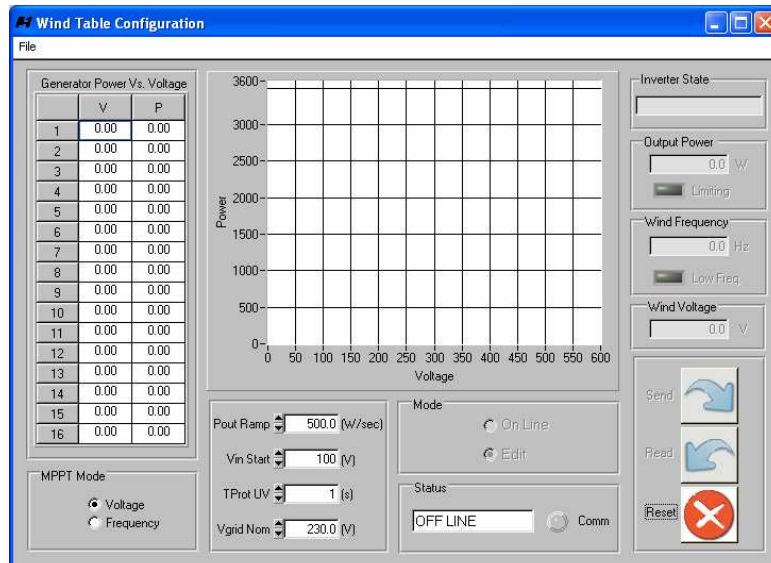 Wind Table Configuration
File
Generator Power Vs. Voltage
V P
1 0.00 0.00
2 0.00 0.00
3 0.00 0.00
4 0.00 0.00
5 0.00 0.00
6 0.00 0.00
7 0.00 0.00
8 0.00 0.00
9 0.00 0.00
10 0.00 0.00
11 0.00 0.00
12 0.00 0.00
13 0.00 0.00
14 0.00 0.00
15 0.00 0.00
16 0.00 0.00
MPPT Mode
Voltage
Frequency
Power
3600
3000
2500
2000
1500
1000
500
0
0 50 100 150 200 250 300 350 400 450 500 550 600
Voltage
Pout Ramp 500.0 (W/sec)
Vin Start 100 (V)
TProt UV 1 (s)
Vgrid Nom 230.0 (V)
Mode
On Line
Edit
Status
OFF LINE Comm
Inverter State
Output Power
0.0 W
Limiting
Wind Frequency
0.0 Hz
Low Freq.
Wind Voltage
0.0 V
Send
Read
Reset